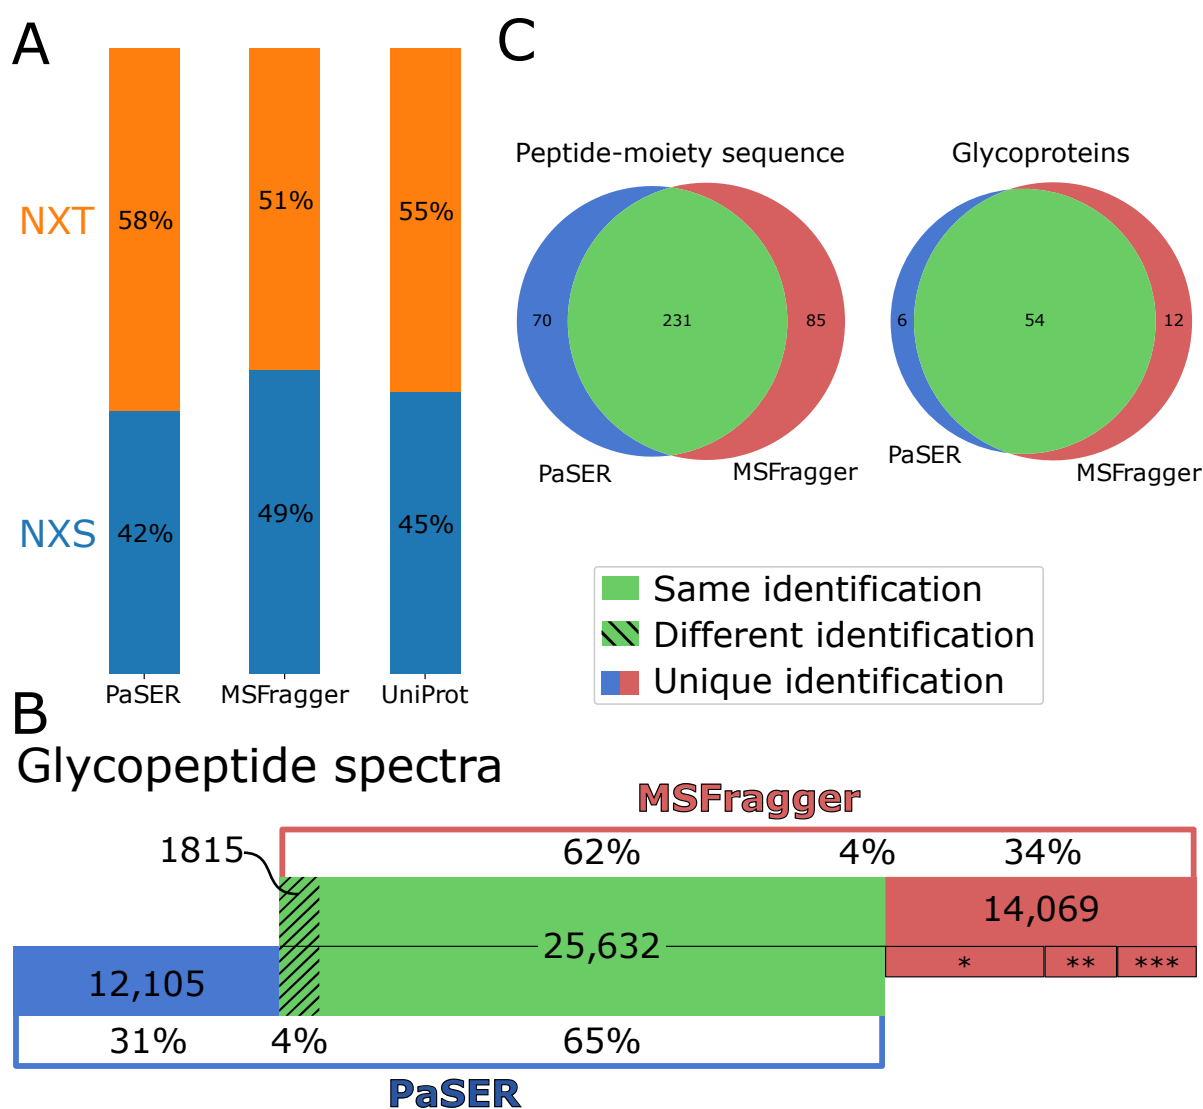 A
NXT
NXS
58%
51%
55%
42%
49%
45%
PaSER
MSFragger
UniProt
C
Peptide-moiety sequence
Glycoproteins
70
231
85
6
54
12
PaSER
MSFragger
PaSER
MSFragger
Same identification
Different identification
Unique identification
B
Glycopeptide spectra
MSFragger
1815
62%
4%
34%
14,069
25,632
*
**
***
12,105
31%
4%
65%
PaSER